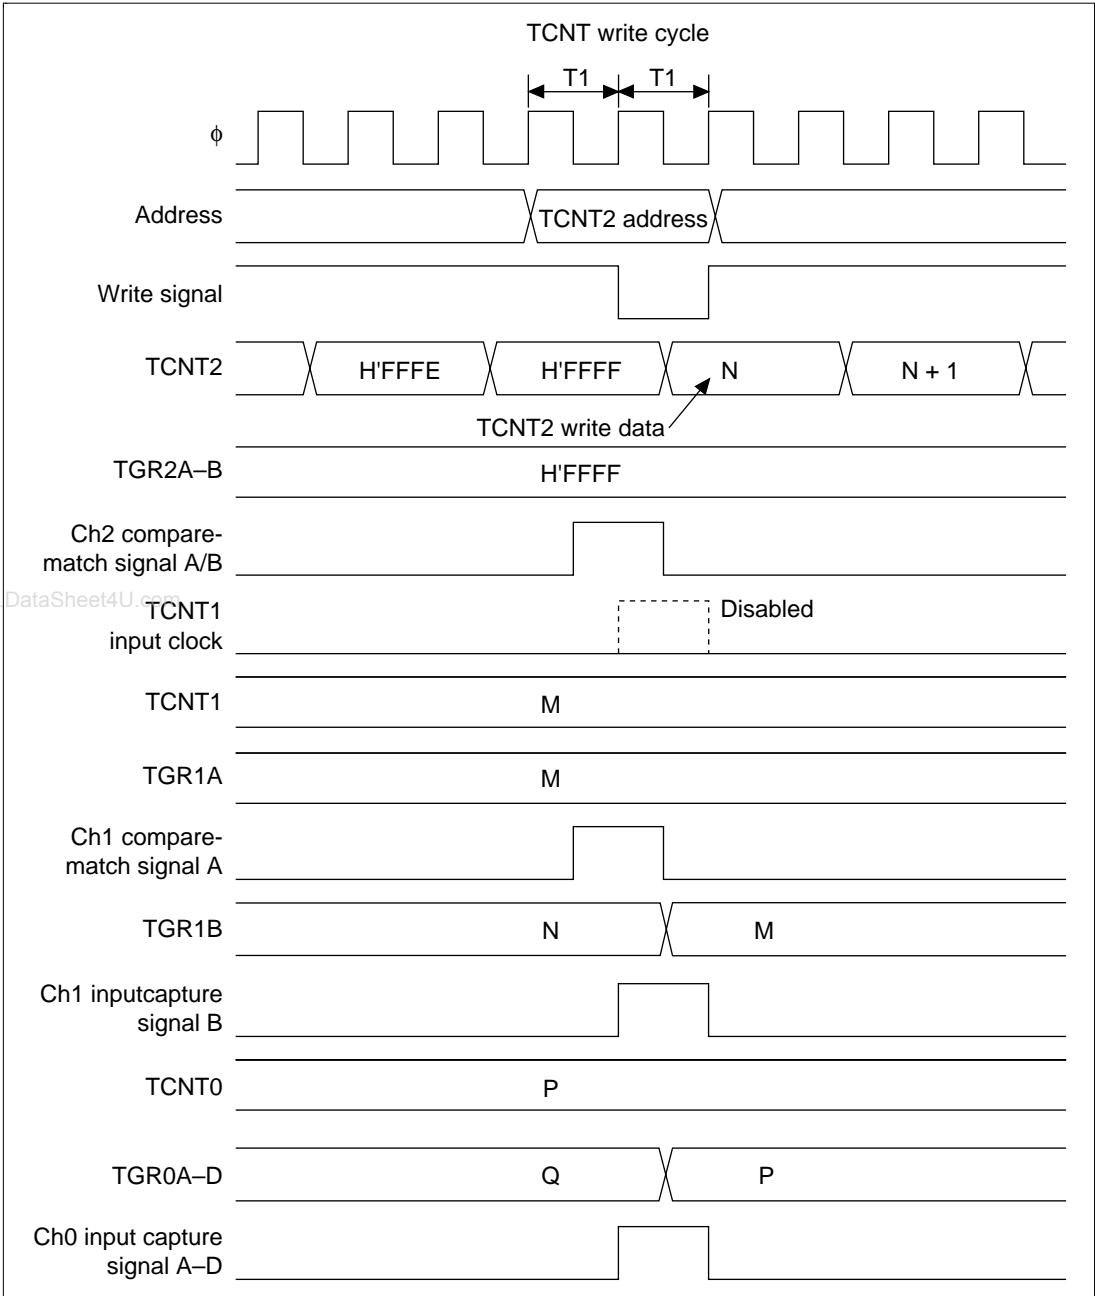 TCNT write cycle
T1 T1
ϕ
Address
TCNT2 address
Write signal
TCNT2
H'FFFE H'FFFF N N + 1
TCNT2 write data
TGR2A–B
H'FFFF
Ch2 compare-
match signal A/B
.DataSheet4U.com
TCNT1
input clock
Disabled
TCNT1
M
TGR1A
M
Ch1 compare-
match signal A
TGR1B
N M
Ch1 inputcapture
signal B
TCNT0
P
TGR0A–D
Q P
Ch0 input capture
signal A–D